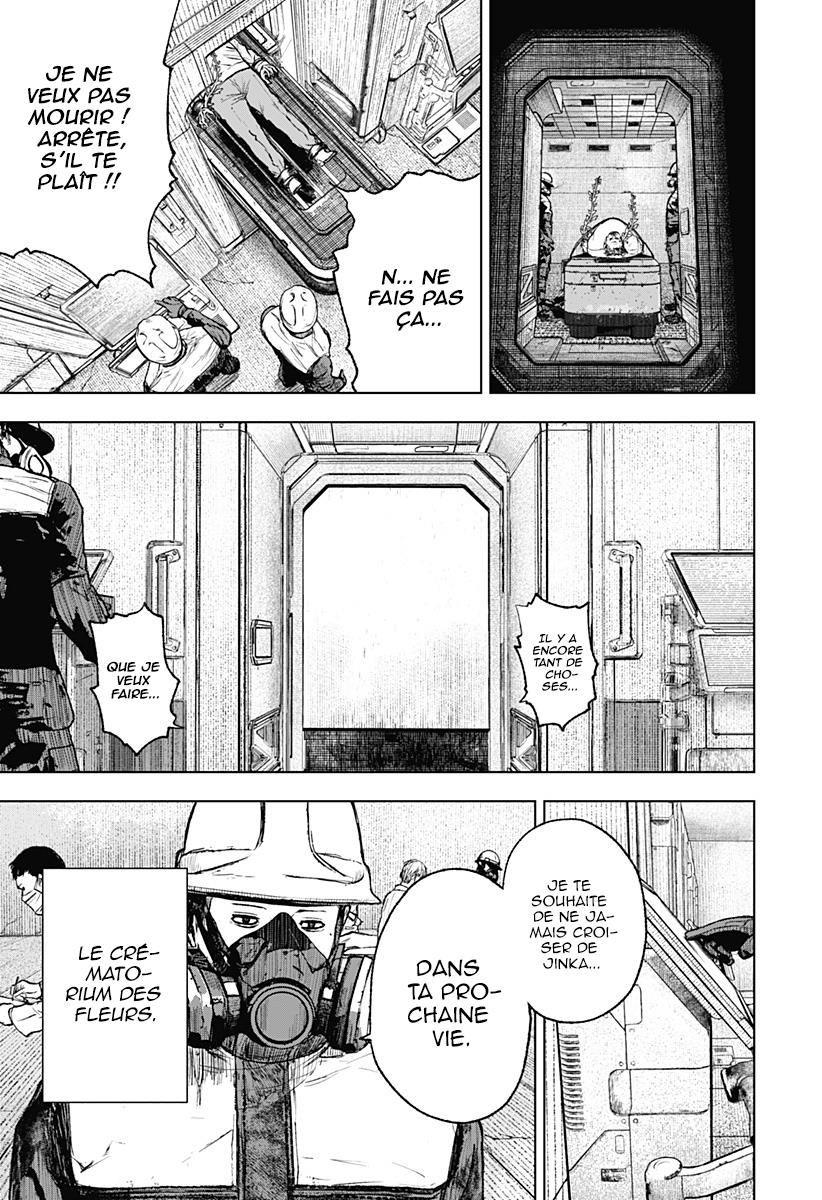 N... NE
FAIS PAS
ÇA...
JE NE
VEUX PAS
MOURIR !
ARRÊTE,
S'IL TE
PLAÎT !!
IL Y A
ENCORE
TANT DE
CHO-
SES...
QUE JE
VEUX
FAIRE...
JE TE
SOUHAITE
DE NE JA-
MAIS CROI-
SER DE
JINKA...
DANS
TA PRO-
CHAINE
VIE.
LE CRÉ-
MATO-
RIUM DES
FLEURS.